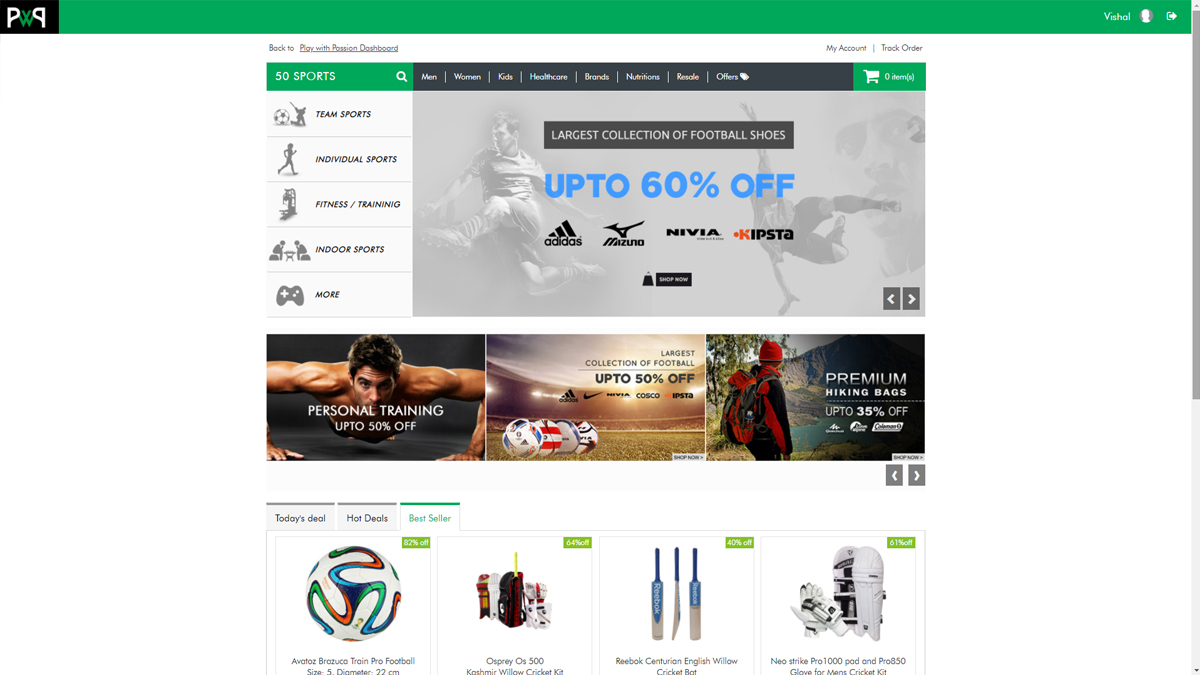 PWP
Vishal
Back to Play with Passion Dashboard
My Account | Track Order
50 SPORTS
Men | Women | Kids | Healthcare | Brands | Nutritions | Resale | Offers
0 item(s)
TEAM SPORTS
INDIVIDUAL SPORTS
FITNESS / TRAININIG
INDOOR SPORTS
MORE
LARGEST COLLECTION OF FOOTBALL SHOES
UPTO 60% OFF
adidas MIZUNO NIVIA KIPSTA
SHOP NOW
PERSONAL TRAINING
UPTO 50% OFF
LARGEST
COLLECTION OF FOOTBALL
UPTO 50% OFF
adidas NIVIA COSCO KIPSTA
SHOP NOW >
PREMIUM
HIKING BAGS
UPTO 35% OFF
Quechua Coleman
SHOP NOW >
Today's deal
Hot Deals
Best Seller
82% off
64% off
40% off
61% off
Reebok
Reebok
Avatoz Brazuca Train Pro Football
Size: 5, Diameter: 22 cm
Osprey Os 500
Kashmir Willow Cricket Kit
Reebok Centurian English Willow
Cricket Bat
Neo strike Pro1000 pad and Pro850
Glove for Mens Cricket Kit